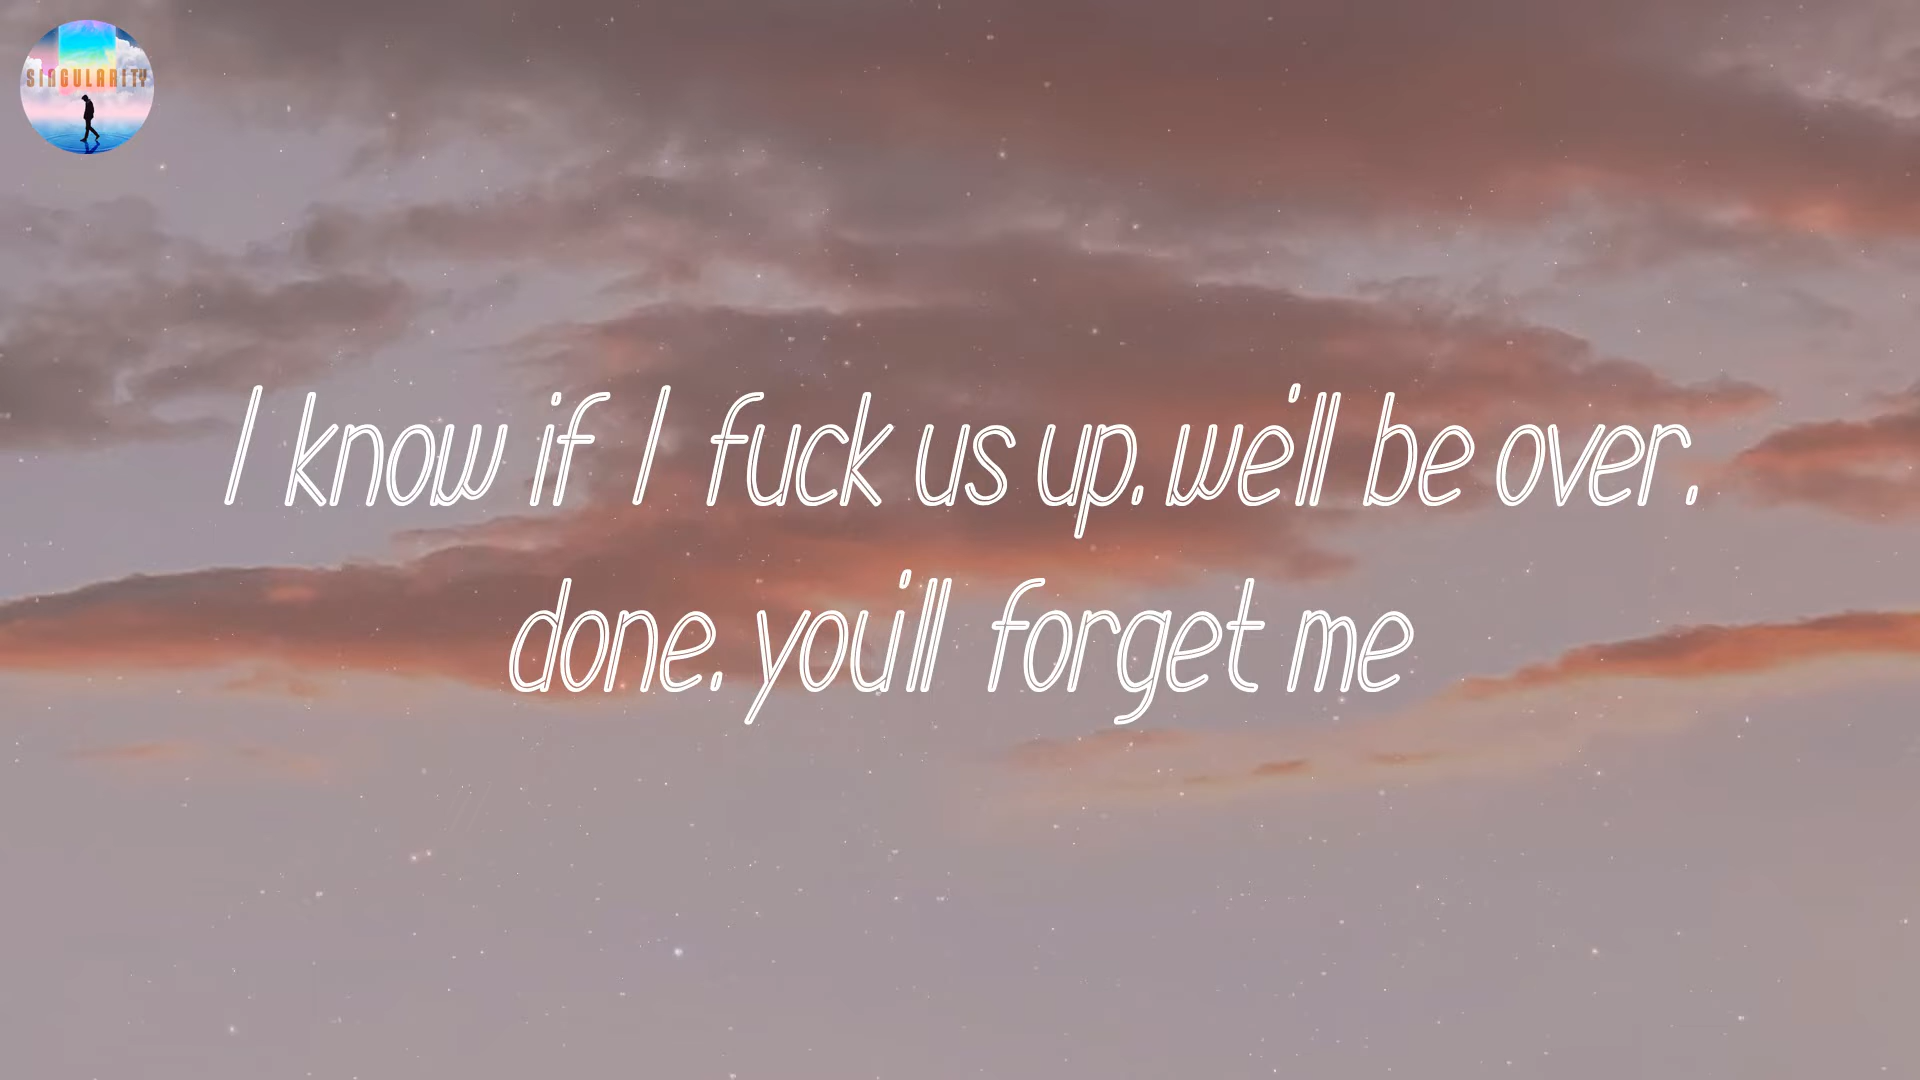 SINGULARITY
I know if I fuck us up. we'll be over.
done. you'll forget me